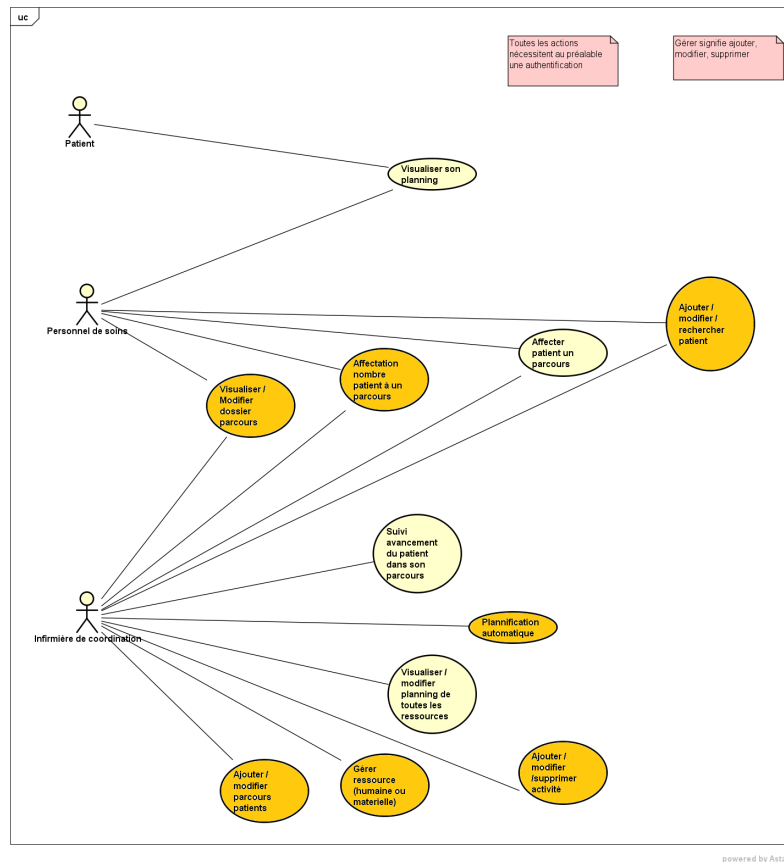 uc
Toutes les actions
nécessitent au préalable
une authentification
Gérer signifie ajouter,
modifier, supprimer
Patient
Visualiser son
planning
Personnel de soins
Ajouter /
modifier /
rechercher
patient
Affecter
patient un
parcours
Affectation
nombre
patient à un
parcours
Visualiser /
Modifier
dossier
parcours
Suivi
avancement
du patient
dans son
parcours
Infirmière de coordination
Plannification
automatique
Visualiser /
modifier
planning de
toutes les
ressources
Ajouter /
modifier
/supprimer
activité
Gérer
ressource
(humaine ou
materielle)
Ajouter /
modifier
parcours
patients
powered by Asta